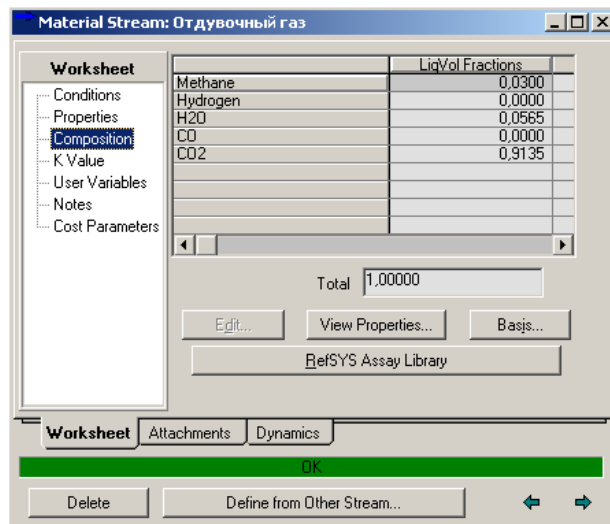 Material Stream: Отдувочный газ
Worksheet
Conditions
Properties
Composition
K Value
User Variables
Notes
Cost Parameters
LiqVol Fractions
Methane 0,0300
Hydrogen 0,0000
H2O 0,0565
CO 0,0000
CO2 0,9135
Total 1,00000
Edit... View Properties... Basis...
RefSYS Assay Library
Worksheet Attachments Dynamics
OK
Delete Define from Other Stream...